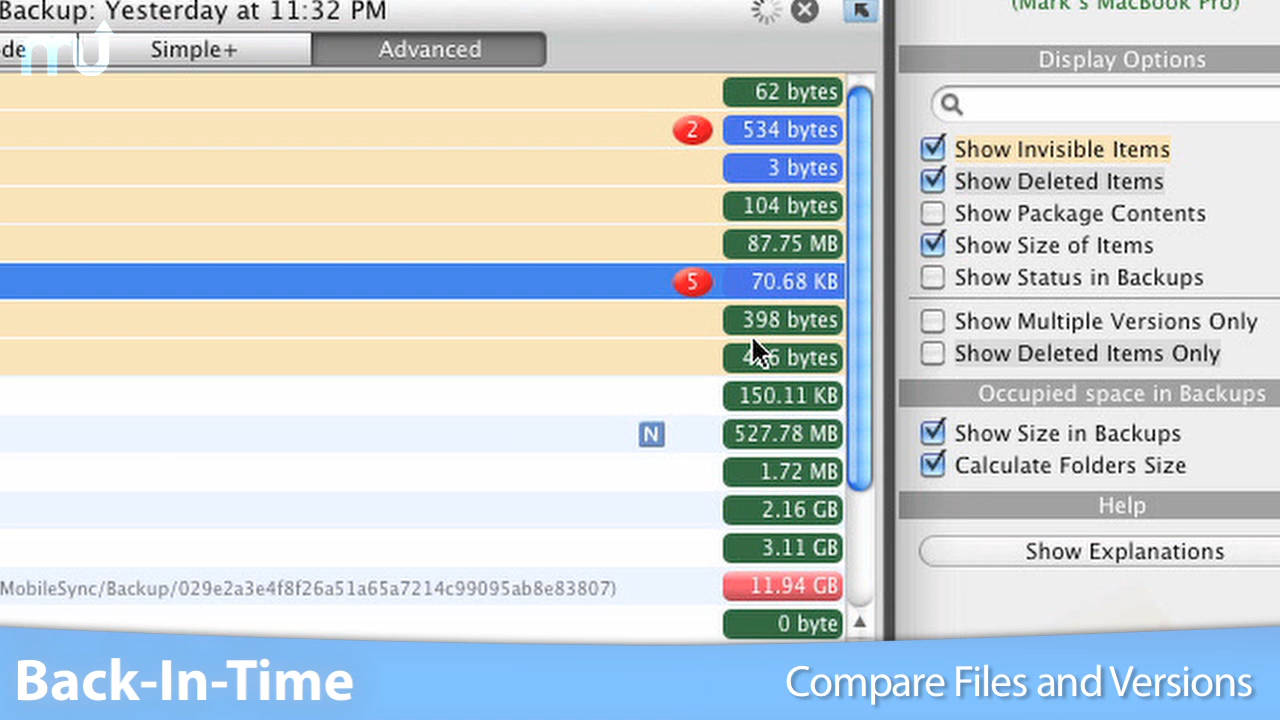 Backup: Yesterday at 11:32 PM
de
Simple+
Advanced
mu
62 bytes
2
534 bytes
3 bytes
104 bytes
87.75 MB
5
70.68 KB
398 bytes
bytes
150.11 KB
N
527.78 MB
1.72 MB
2.16 GB
3.11 GB
MobileSync/Backup/029e2a3e4f8f26a51a65a7214c99095ab8e83807)
11.94 GB
0 byte
(Mark's MacBook Pro)
Display Options
Show Invisible Items
Show Deleted Items
Show Package Contents
Show Size of Items
Show Status in Backups
Show Multiple Versions Only
Show Deleted Items Only
Occupied space in Backups
Show Size in Backups
Calculate Folders Size
Help
Show Explanations
Back-In-Time
Compare Files and Versions